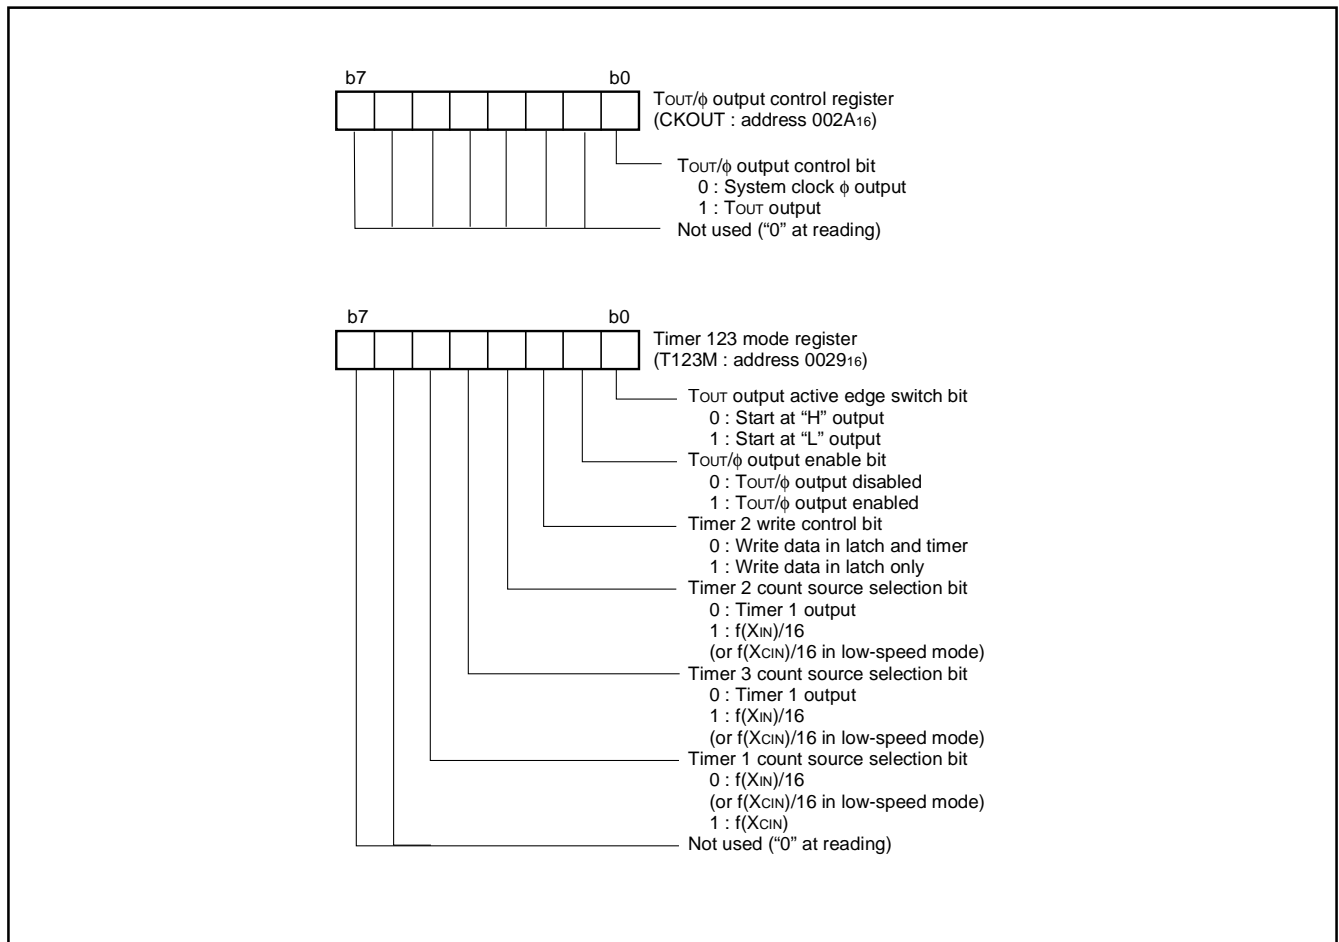 b7 b0
TOUT/ϕ output control register
(CKOUT : address 002A16)
TOUT/ϕ output control bit
0 : System clock ϕ output
1 : TOUT output
Not used (“0” at reading)
b7 b0
Timer 123 mode register
(T123M : address 002916)
TOUT output active edge switch bit
0 : Start at “H” output
1 : Start at “L” output
TOUT/ϕ output enable bit
0 : TOUT/ϕ output disabled
1 : TOUT/ϕ output enabled
Timer 2 write control bit
0 : Write data in latch and timer
1 : Write data in latch only
Timer 2 count source selection bit
0 : Timer 1 output
1 : f(XIN)/16
(or f(XCIN)/16 in low-speed mode)
Timer 3 count source selection bit
0 : Timer 1 output
1 : f(XIN)/16
(or f(XCIN)/16 in low-speed mode)
Timer 1 count source selection bit
0 : f(XIN)/16
(or f(XCIN)/16 in low-speed mode)
1 : f(XCIN)
Not used (“0” at reading)